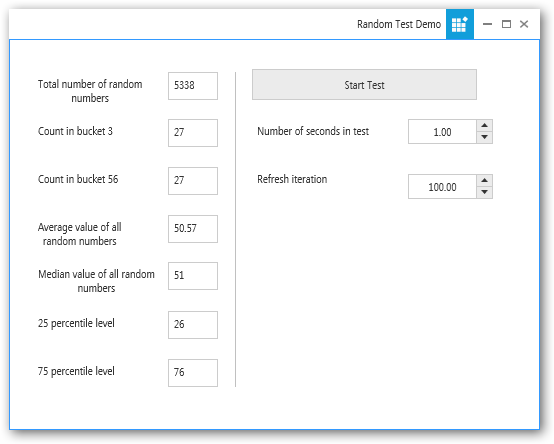 Random Test Demo
Total number of random
numbers
5338
Count in bucket 3
27
Count in bucket 56
27
Average value of all
random numbers
50.57
Median value of all random
numbers
51
25 percentile level
26
75 percentile level
76
Start Test
Number of seconds in test
1.00
Refresh iteration
100.00